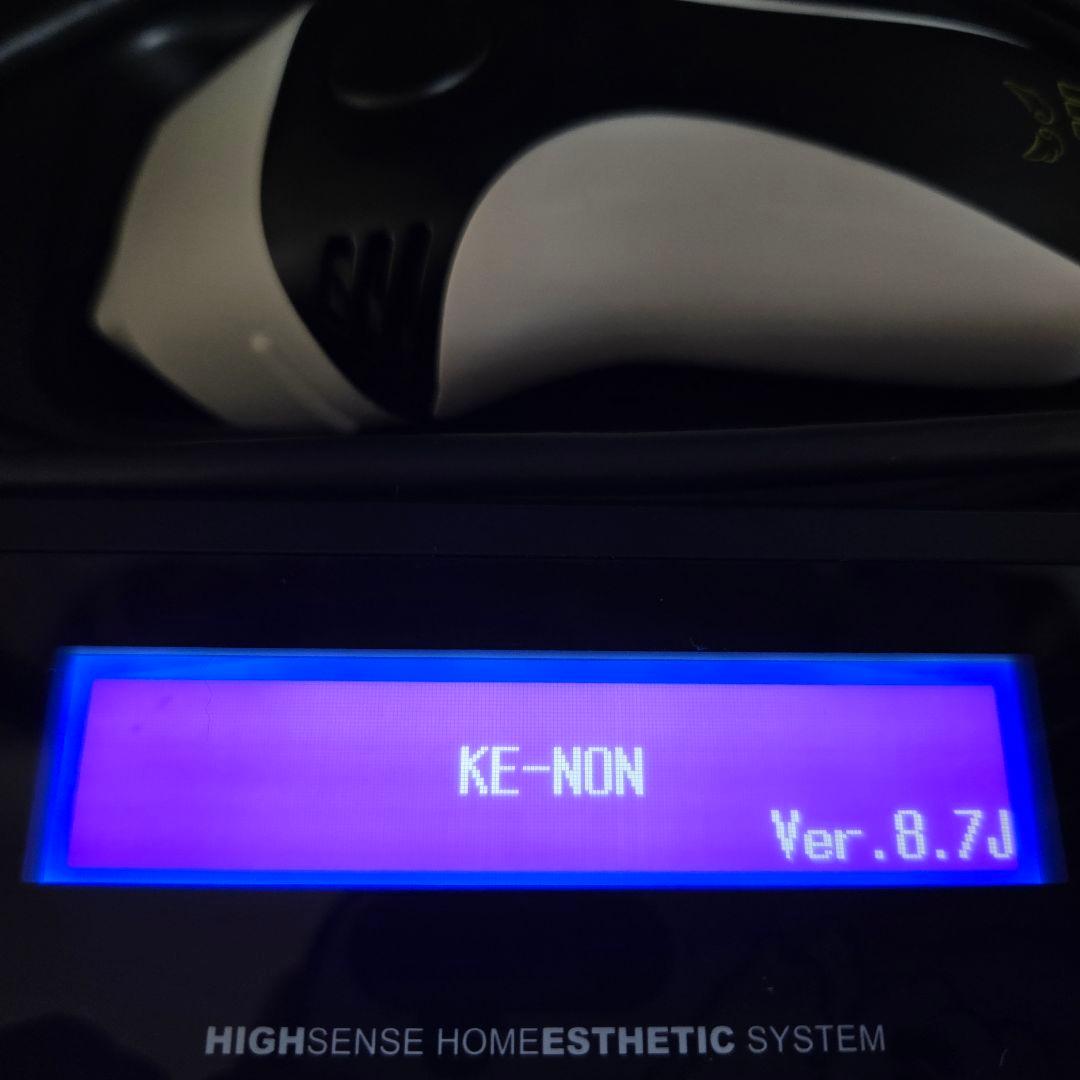 KE-NON
Ver.8.7J
HIGHSENSE HOMEESTHETIC SYSTEM